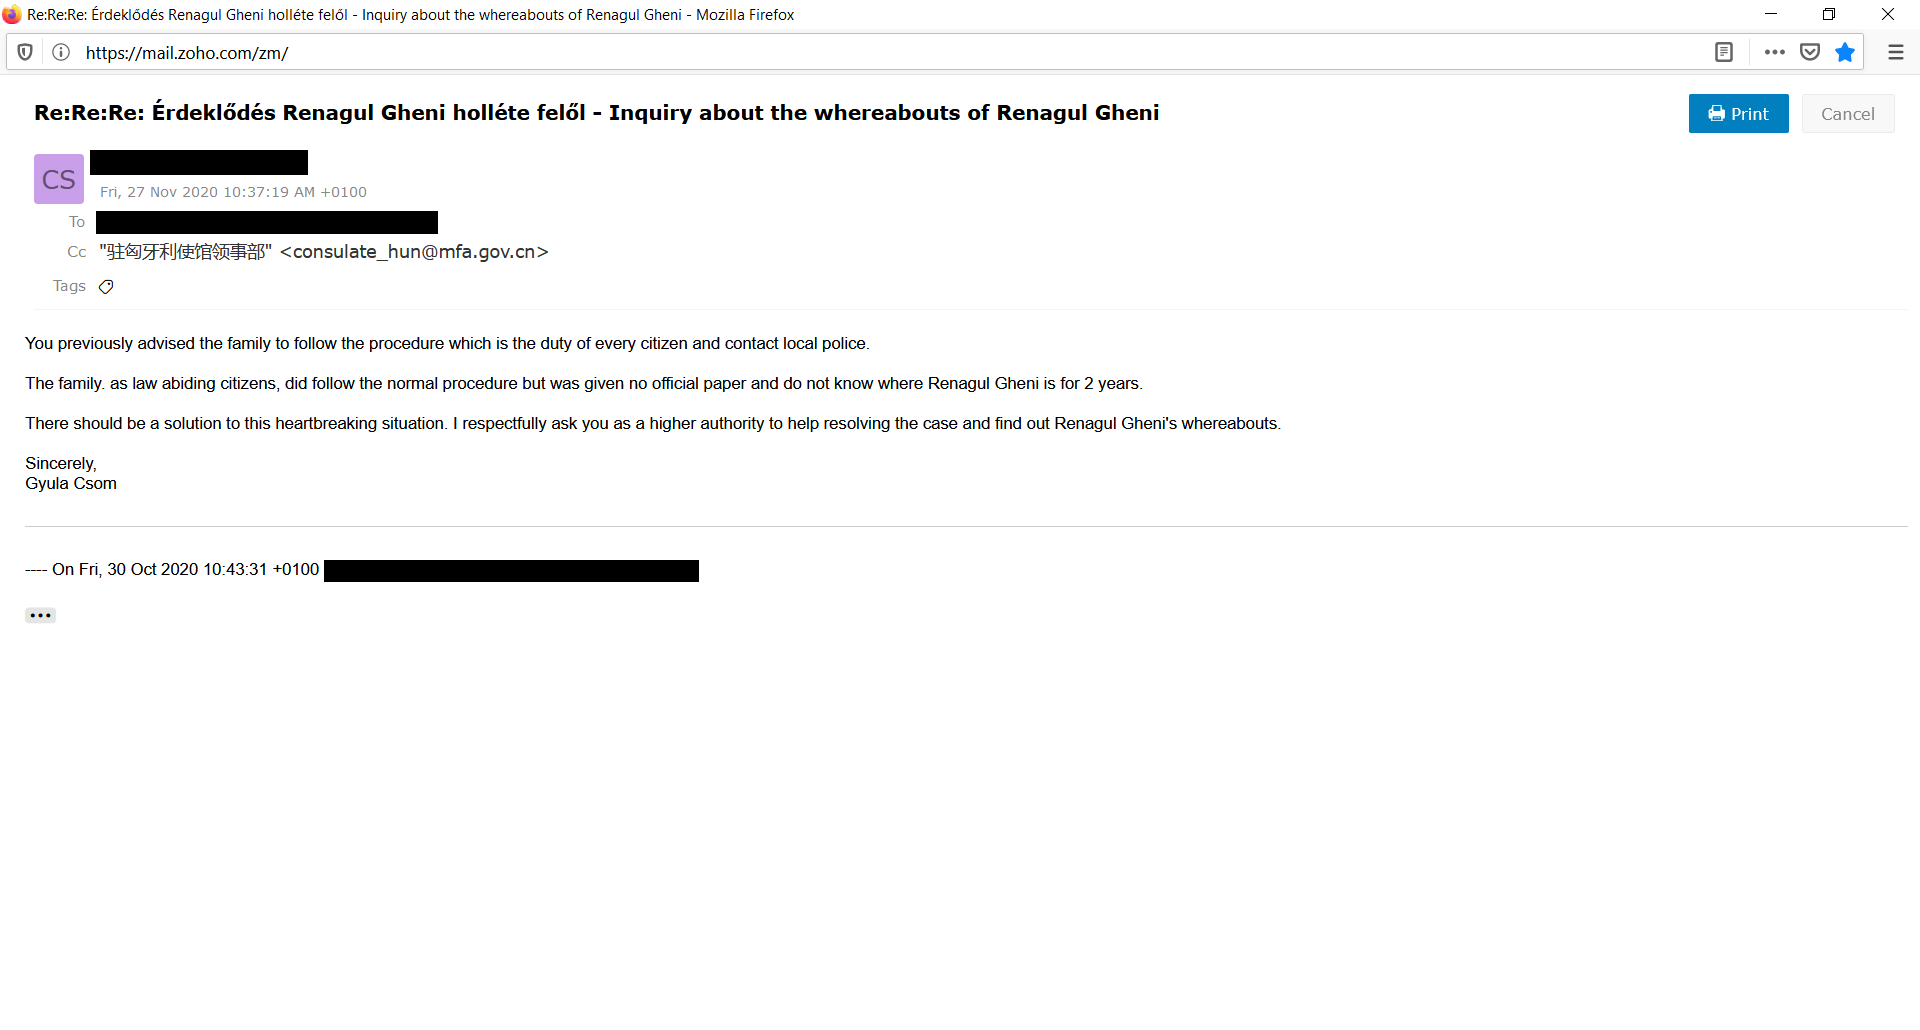 Re:Re:Re: Érdeklődés Renagul Gheni holléte felől - Inquiry about the whereabouts of Renagul Gheni - Mozilla Firefox
https://mail.zoho.com/zm/
Re:Re:Re: Érdeklődés Renagul Gheni holléte felől - Inquiry about the whereabouts of Renagul Gheni
Print
Cancel
CS
Fri, 27 Nov 2020 10:37:19 AM +0100
To
Cc "驻匈牙利使馆领事部" <consulate_hun@mfa.gov.cn>
Tags
You previously advised the family to follow the procedure which is the duty of every citizen and contact local police.
The family. as law abiding citizens, did follow the normal procedure but was given no official paper and do not know where Renagul Gheni is for 2 years.
There should be a solution to this heartbreaking situation. I respectfully ask you as a higher authority to help resolving the case and find out Renagul Gheni's whereabouts.
Sincerely,
Gyula Csom
---- On Fri, 30 Oct 2020 10:43:31 +0100